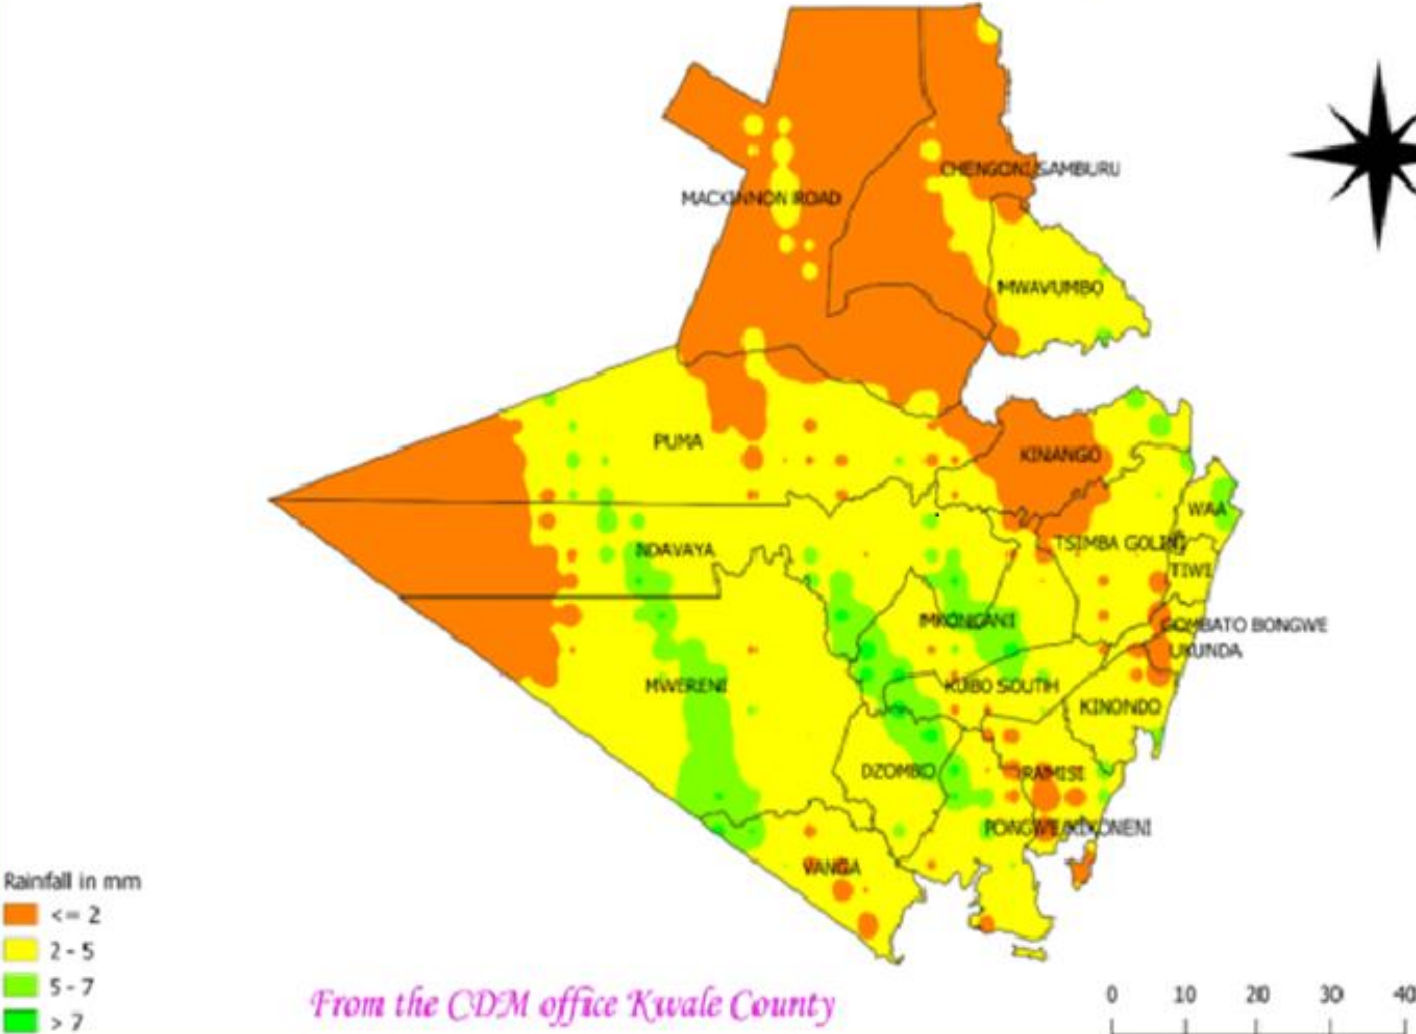 CHENGONI/SAMBURU
MACKINNON ROAD
MWAVUMBO
PUMA
KINANGO
WAA
TSIMBA GOLINI
NDAVAYA
TIWI
MKONGANI
GOMBATO BONGWE
UKUNDA
MWERENI
KUBO SOUTH
KINONDO
DZOMBO
RAMISI
PONGWE/KIKONENI
VANGA
Rainfall in mm
<= 2
2 - 5
5 - 7
> 7
From the CDM office Kwale County
0 10 20 30 40